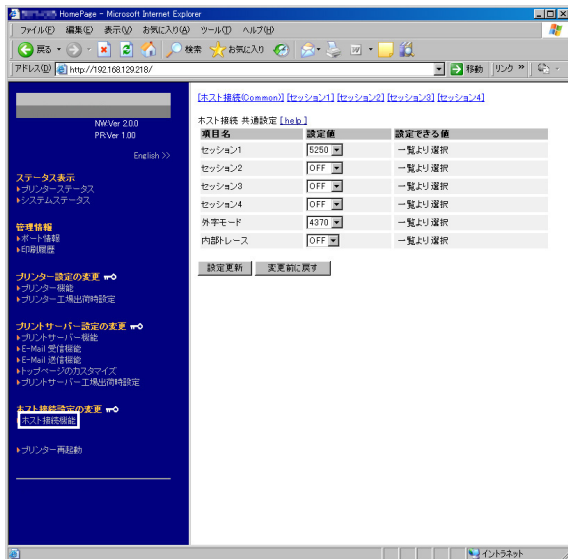 HomePage - Microsoft Internet Explorer
ファイル(F) 編集(E) 表示(V) お気に入り(A) ツール(T) ヘルプ(H)
戻る 検索 お気に入り
アドレス(D) http://192.168.129.218/ 移動 リンク »
NW.Ver 2.0.0
PR.Ver 1.00
English >>
ステータス表示
プリンターステータス
システムステータス
管理情報
ポート情報
印刷履歴
プリンター設定の変更
プリンター機能
プリンター工場出荷時設定
プリントサーバー設定の変更
プリントサーバー機能
E-Mail 受信機能
E-Mail 送信機能
トップページのカスタマイズ
プリントサーバー工場出荷時設定
ホスト接続設定の変更
ホスト接続機能
プリンター再起動
[ホスト接続(Common)] [セッション1] [セッション2] [セッション3] [セッション4]
ホスト接続 共通設定 [help]
項目名 設定値 設定できる値
セッション1 5250 一覧より選択
セッション2 OFF 一覧より選択
セッション3 OFF 一覧より選択
セッション4 OFF 一覧より選択
外字モード 4370 一覧より選択
内部トレース OFF 一覧より選択
設定更新 変更前に戻す
イントラネット